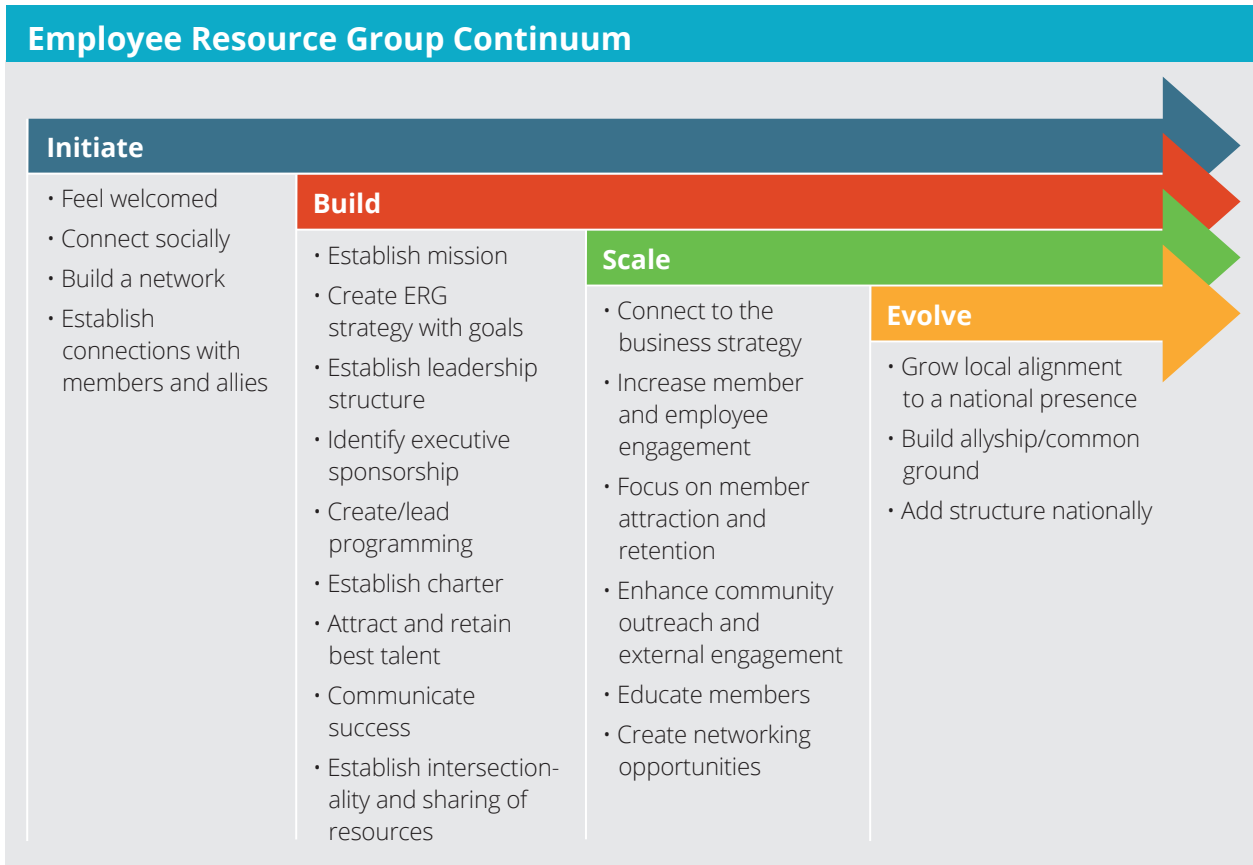 Employee Resource Group Continuum
Initiate
• Feel welcomed
• Connect socially
• Build a network
• Establish
connections with
members and allies
Build
• Establish mission
• Create ERG
strategy with goals
• Establish leadership
structure
• Identify executive
sponsorship
• Create/lead
programming
• Establish charter
• Attract and retain
best talent
• Communicate
success
• Establish intersection-
ality and sharing of
resources
Scale
• Connect to the
business strategy
• Increase member
and employee
engagement
• Focus on member
attraction and
retention
• Enhance community
outreach and
external engagement
• Educate members
• Create networking
opportunities
Evolve
• Grow local alignment
to a national presence
• Build allyship/common
ground
• Add structure nationally